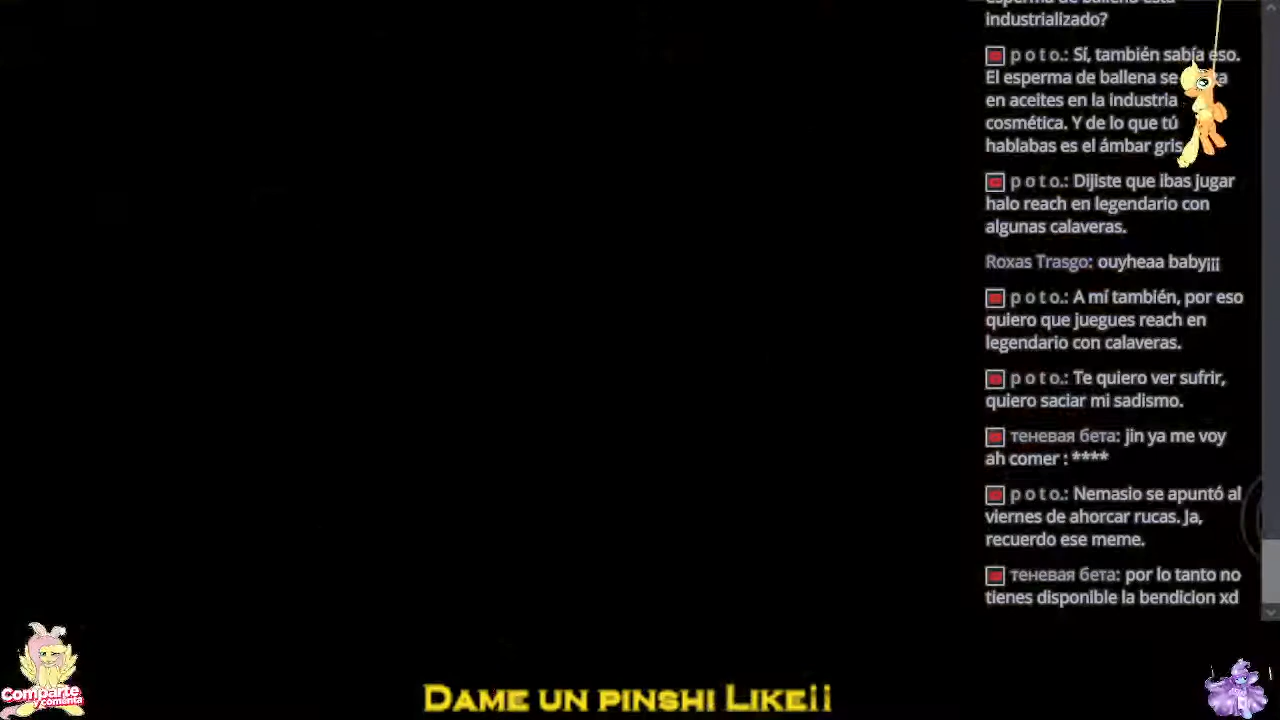 industrializado?
p o t o.: Sí, también sabía eso.
El esperma de ballena se
en aceites en la industria
cosmética. Y de lo que tú
hablabas es el ámbar gris
p o t o.: Dijiste que ibas jugar
halo reach en legendario con
algunas calaveras.
Roxas Trasgo: ouyheaa baby¡¡¡
p o t o.: A mí también, por eso
quiero que juegues reach en
legendario con calaveras.
p o t o.: Te quiero ver sufrir,
quiero saciar mi sadismo.
теневая бета: jin ya me voy
ah comer : ****
p o t o.: Nemasio se apuntó al
viernes de ahorcar rucas. Ja,
recuerdo ese meme.
теневая бета: por lo tanto no
tienes disponible la bendicion xd
Comparte
y comenta
Dame un pinshi Like¡¡